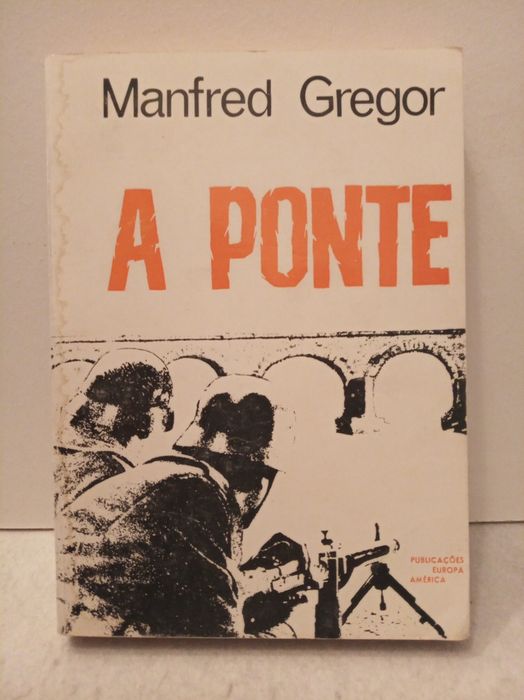 Manfred Gregor
A PONTE
PUBLICAÇÕES
EUROPA
AMÉRICA